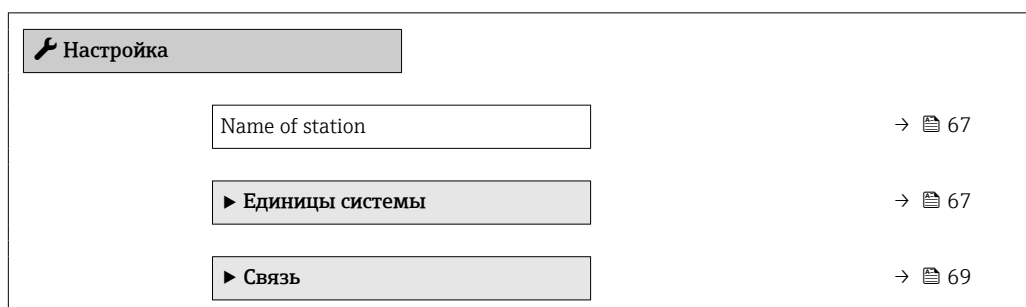 Настройка
Name of station → 67
▶ Единицы системы → 67
▶ Связь → 69